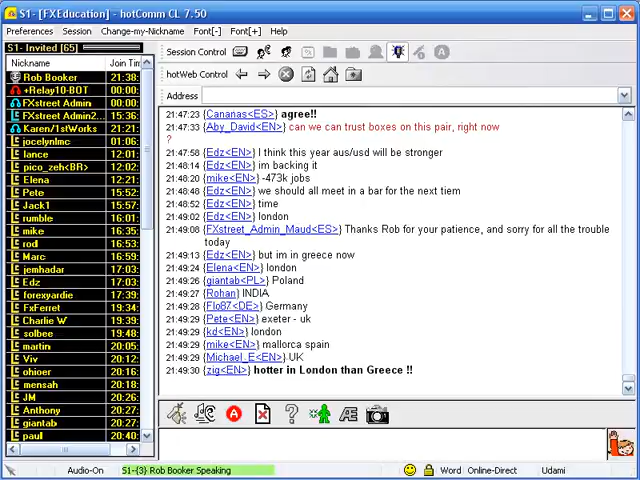 S1- [FXEducation] - hotComm CL 7.50
Preferences Session Change-my-Nickname Font[-] Font[+] Help
S1- Invited [65]
Session Control
Nickname Join Tim
hotWeb Control
Address
Rob Booker 21:38:
+Relay10-BOT 00:00:
FXstreet Admin 00:00:
FXstreet Admin2... 15:36:
Karen/1stWorks 21:21:
jocelynlmc 00:00:
lance 12:01:
pico_zeh<BR> 12:02:
Elena 12:02:
Pete 15:52:
Jack1 15:57:
rumble 16:01:
mike 16:51:
rod 16:53:
Marc 16:59:
jemhadar 17:03:
Edz 17:03:
forexyardie 17:03:
FxFerret 19:04:
Charlie W 19:39:
solbee 19:48:
martin 20:05:
Viv 20:12:
ohioer 20:16:
mensah 20:18:
JM 20:26:
Anthony 20:27:
giantab 20:27:
paul 20:40:
21:47:23 {Cananas<ES>} agree!!
21:47:33 {Aby_David<EN>} can we can trust boxes on this pair, right now
?
21:47:58 {Edz<EN>} I think this year aus/usd will be stronger
21:48:14 {Edz<EN>} im backing it
21:48:20 {mike<EN>} -473k jobs
21:48:48 {Edz<EN>} we should all meet in a bar for the next tiem
21:48:52 {Edz<EN>} time
21:49:02 {Edz<EN>} london
21:49:08 {FXstreet_Admin_Maud<ES>} Thanks Rob for your patience, and sorry for all the trouble
today
21:49:13 {Edz<EN>} but im in greece now
21:49:24 {Elena<EN>} london
21:49:26 {giantab<PL>} Poland
21:49:27 {Rohan} INDIA
21:49:28 {Flo87<DE>} Germany
21:49:29 {Pete<EN>} exeter - uk
21:49:29 {kd<EN>} london
21:49:29 {mike<EN>} mallorca spain
21:49:29 {Michael_E<EN>} UK
21:49:30 {zig<EN>} hotter in London than Greece !!
Audio-On S1-{3} Rob Booker Speaking Word Online-Direct Udami